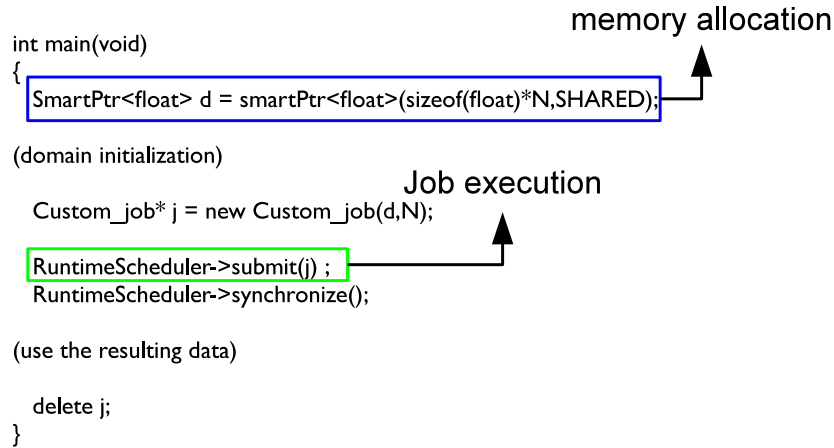 memory allocation
int main(void)
{
SmartPtr<float> d = smartPtr<float>(sizeof(float)*N,SHARED);
(domain initialization)
Job execution
Custom_job* j = new Custom_job(d,N);
RuntimeScheduler->submit(j) ;
RuntimeScheduler->synchronize();
(use the resulting data)
delete j;
}